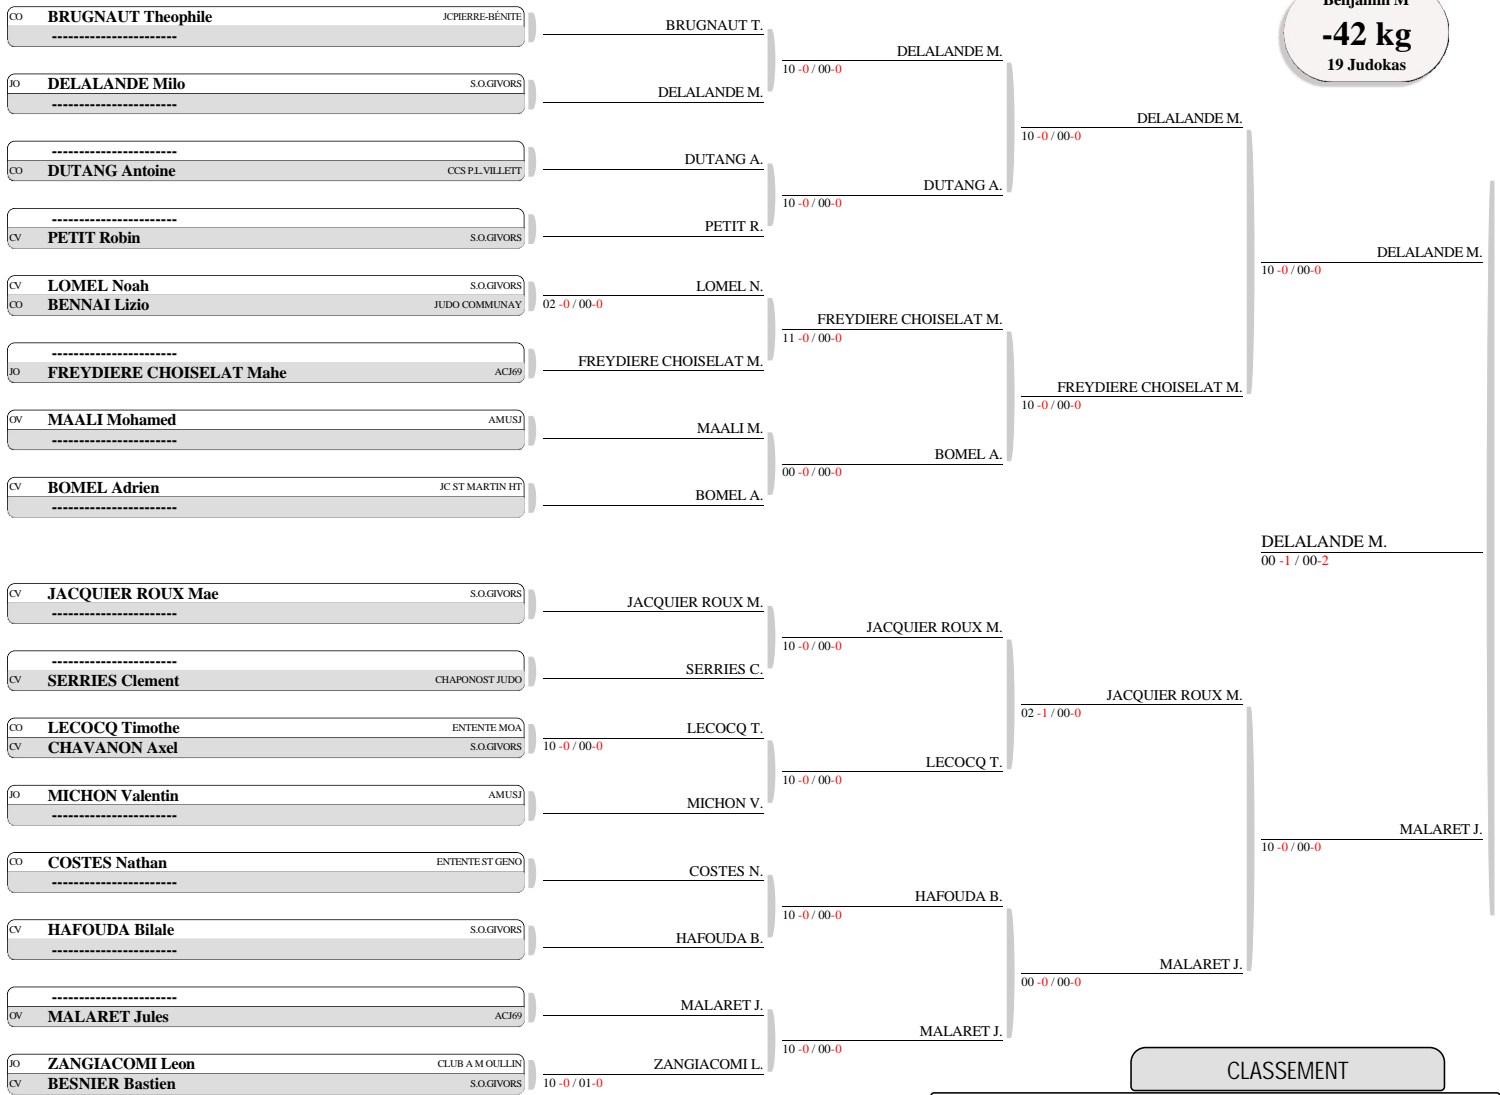 Benjamin M
-42 kg
19 Judokas
CO BRUGNAUT Theophile JCPIERRE-BÉNITE
-----------------------
JO DELALANDE Milo S.O.GIVORS
-----------------------
-----------------------
CO DUTANG Antoine CCS P.L.VILLETT
-----------------------
CV PETIT Robin S.O.GIVORS
CV LOMEL Noah S.O.GIVORS
CO BENNAI Lizio JUDO COMMUNAY
-----------------------
JO FREYDIERE CHOISELAT Mahe ACJ69
OV MAALI Mohamed AMUSJ
-----------------------
CV BOMEL Adrien JC ST MARTIN HT
-----------------------
CV JACQUIER ROUX Mae S.O.GIVORS
-----------------------
-----------------------
CV SERRIES Clement CHAPONOST JUDO
CO LECOCQ Timothe ENTENTE MOA
CV CHAVANON Axel S.O.GIVORS
JO MICHON Valentin AMUSJ
-----------------------
CO COSTES Nathan ENTENTE ST GENO
-----------------------
CV HAFOUDA Bilale S.O.GIVORS
-----------------------
-----------------------
OV MALARET Jules ACJ69
JO ZANGIACOMI Leon CLUB A M OULLIN
CV BESNIER Bastien S.O.GIVORS
BRUGNAUT T.
DELALANDE M.
DUTANG A.
PETIT R.
LOMEL N.
02 -0 / 00-0
FREYDIERE CHOISELAT M.
MAALI M.
BOMEL A.
JACQUIER ROUX M.
SERRIES C.
LECOCQ T.
10 -0 / 00-0
MICHON V.
COSTES N.
HAFOUDA B.
MALARET J.
ZANGIACOMI L.
10 -0 / 01-0
DELALANDE M.
10 -0 / 00-0
DUTANG A.
10 -0 / 00-0
FREYDIERE CHOISELAT M.
11 -0 / 00-0
BOMEL A.
00 -0 / 00-0
JACQUIER ROUX M.
10 -0 / 00-0
LECOCQ T.
10 -0 / 00-0
HAFOUDA B.
10 -0 / 00-0
MALARET J.
10 -0 / 00-0
DELALANDE M.
10 -0 / 00-0
FREYDIERE CHOISELAT M.
10 -0 / 00-0
JACQUIER ROUX M.
02 -1 / 00-0
MALARET J.
00 -0 / 00-0
DELALANDE M.
10 -0 / 00-0
MALARET J.
10 -0 / 00-0
DELALANDE M.
00 -1 / 00-2
CLASSEMENT